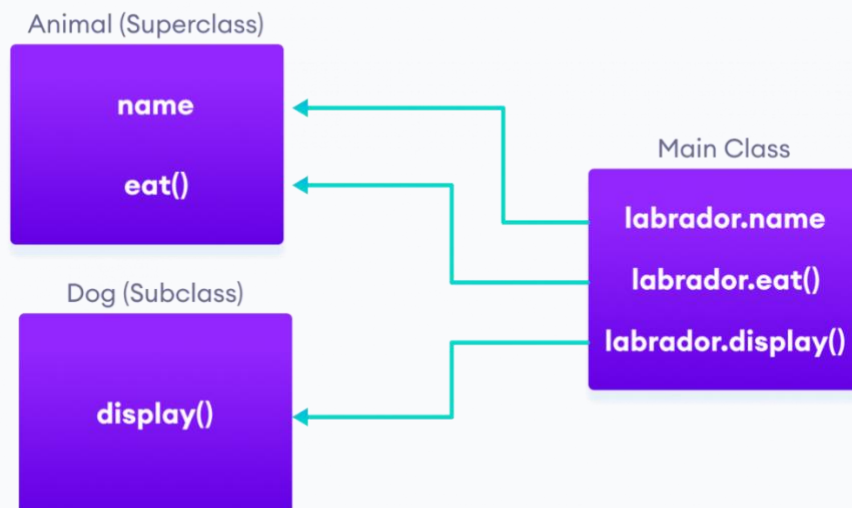 Animal (Superclass)
name
eat()
Dog (Subclass)
display()
Main Class
labrador.name
labrador.eat()
labrador.display()